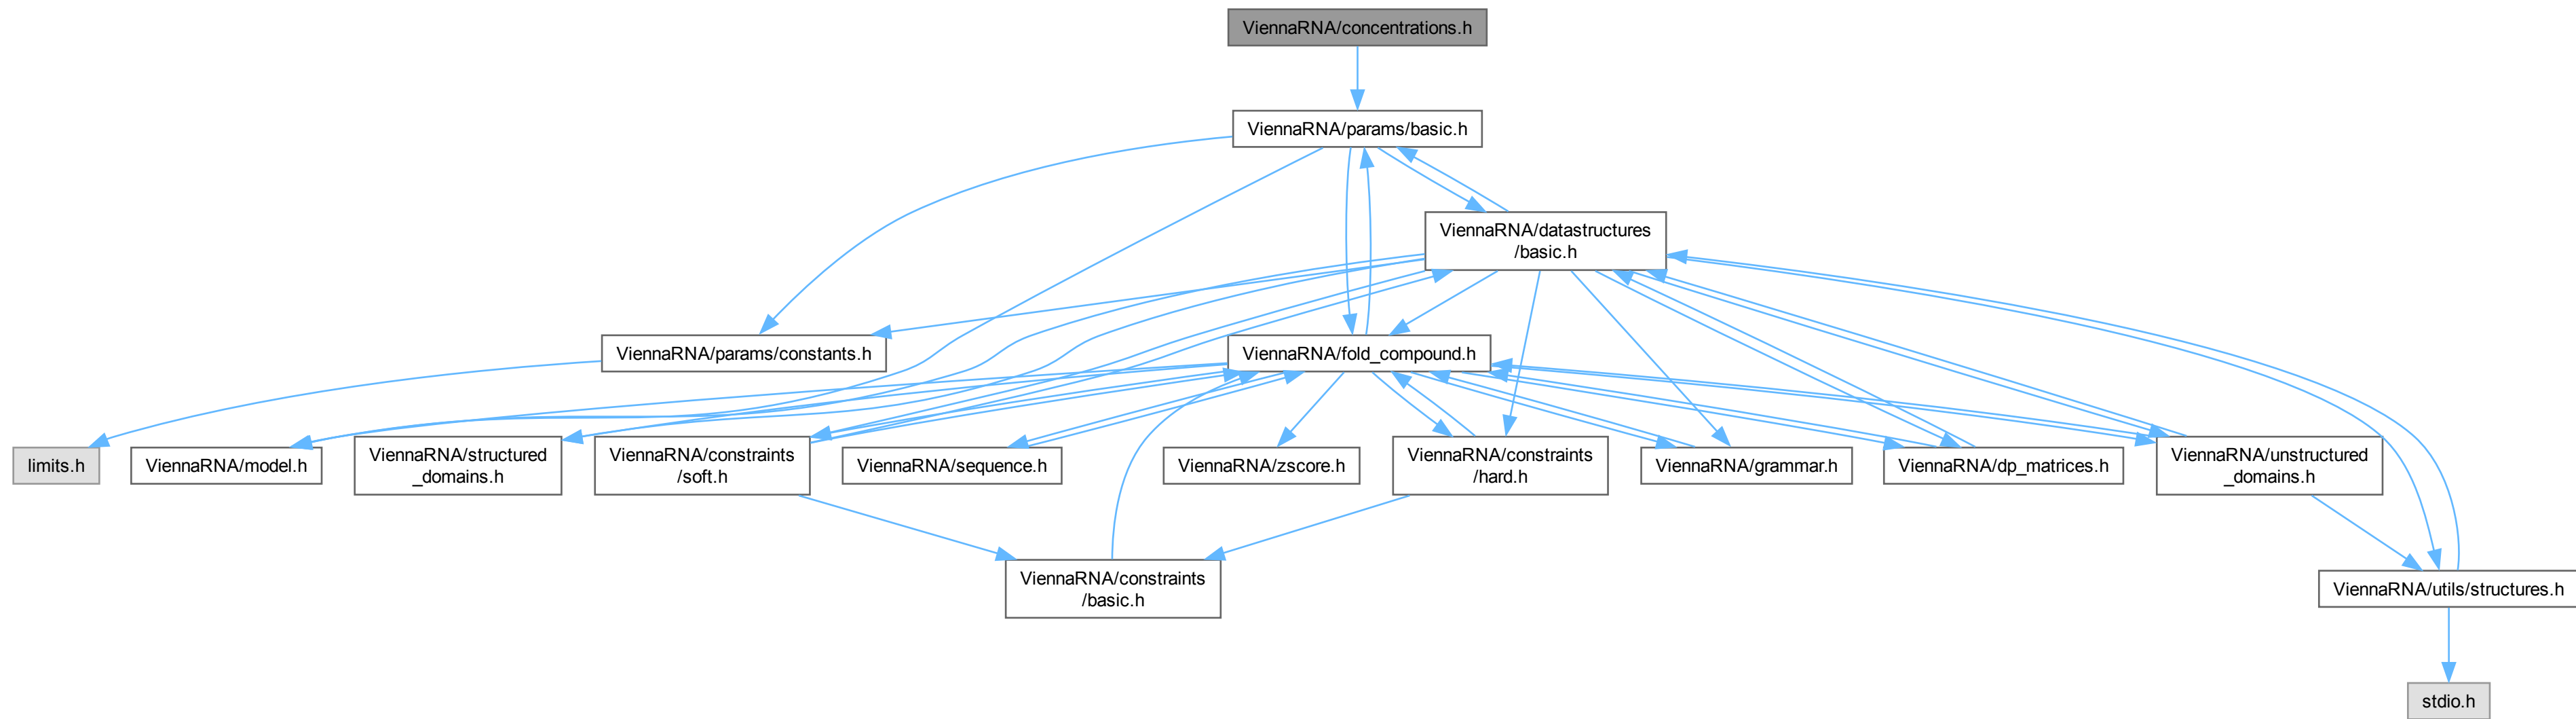 ViennaRNA/concentrations.h
ViennaRNA/params/basic.h
ViennaRNA/datastructures
/basic.h
ViennaRNA/params/constants.h
ViennaRNA/fold_compound.h
limits.h
ViennaRNA/model.h
ViennaRNA/structured
_domains.h
ViennaRNA/constraints
/soft.h
ViennaRNA/sequence.h
ViennaRNA/zscore.h
ViennaRNA/constraints
/hard.h
ViennaRNA/grammar.h
ViennaRNA/dp_matrices.h
ViennaRNA/unstructured
_domains.h
ViennaRNA/constraints
/basic.h
ViennaRNA/utils/structures.h
stdio.h